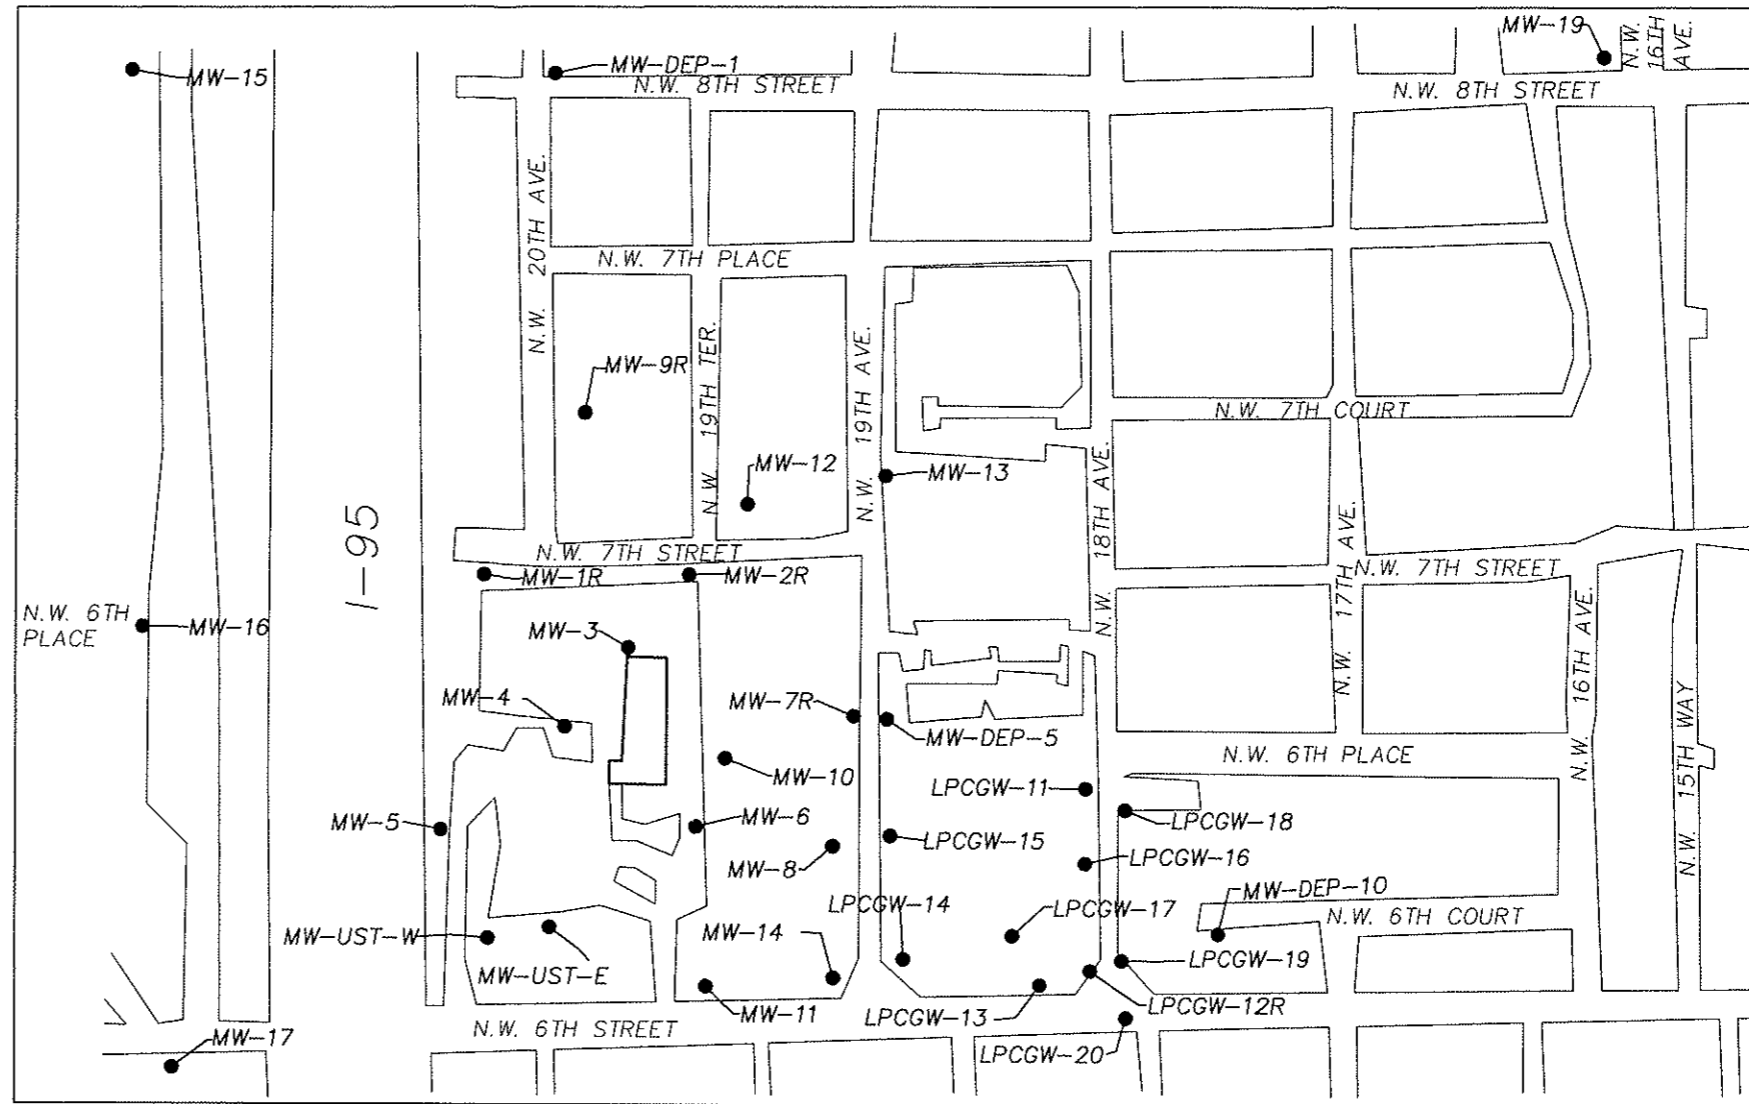 MW-19
N.W. 16TH AVE.
MW-15
MW-DEP-1
N.W. 8TH STREET
N.W. 8TH STREET
N.W. 20TH AVE.
N.W. 7TH PLACE
N.W. 19TH TER.
N.W. 19TH AVE.
MW-9R
N.W. 7TH COURT
MW-12
MW-13
N.W. 18TH AVE.
I-95
N.W. 7TH STREET
N.W. 17TH AVE.
N.W. 7TH STREET
MW-1R
MW-2R
N.W. 6TH
PLACE
MW-16
MW-3
N.W. 16TH AVE.
MW-4
MW-7R
MW-DEP-5
N.W. 6TH PLACE
N.W. 15TH WAY
MW-10
LPCGW-11
MW-5
MW-6
LPCGW-18
LPCGW-15
MW-8
LPCGW-16
MW-DEP-10
LPCGW-14
LPCGW-17
N.W. 6TH COURT
MW-UST-W
MW-14
LPCGW-19
MW-UST-E
LPCGW-12R
MW-11
LPCGW-13
N.W. 6TH STREET
MW-17
LPCGW-20